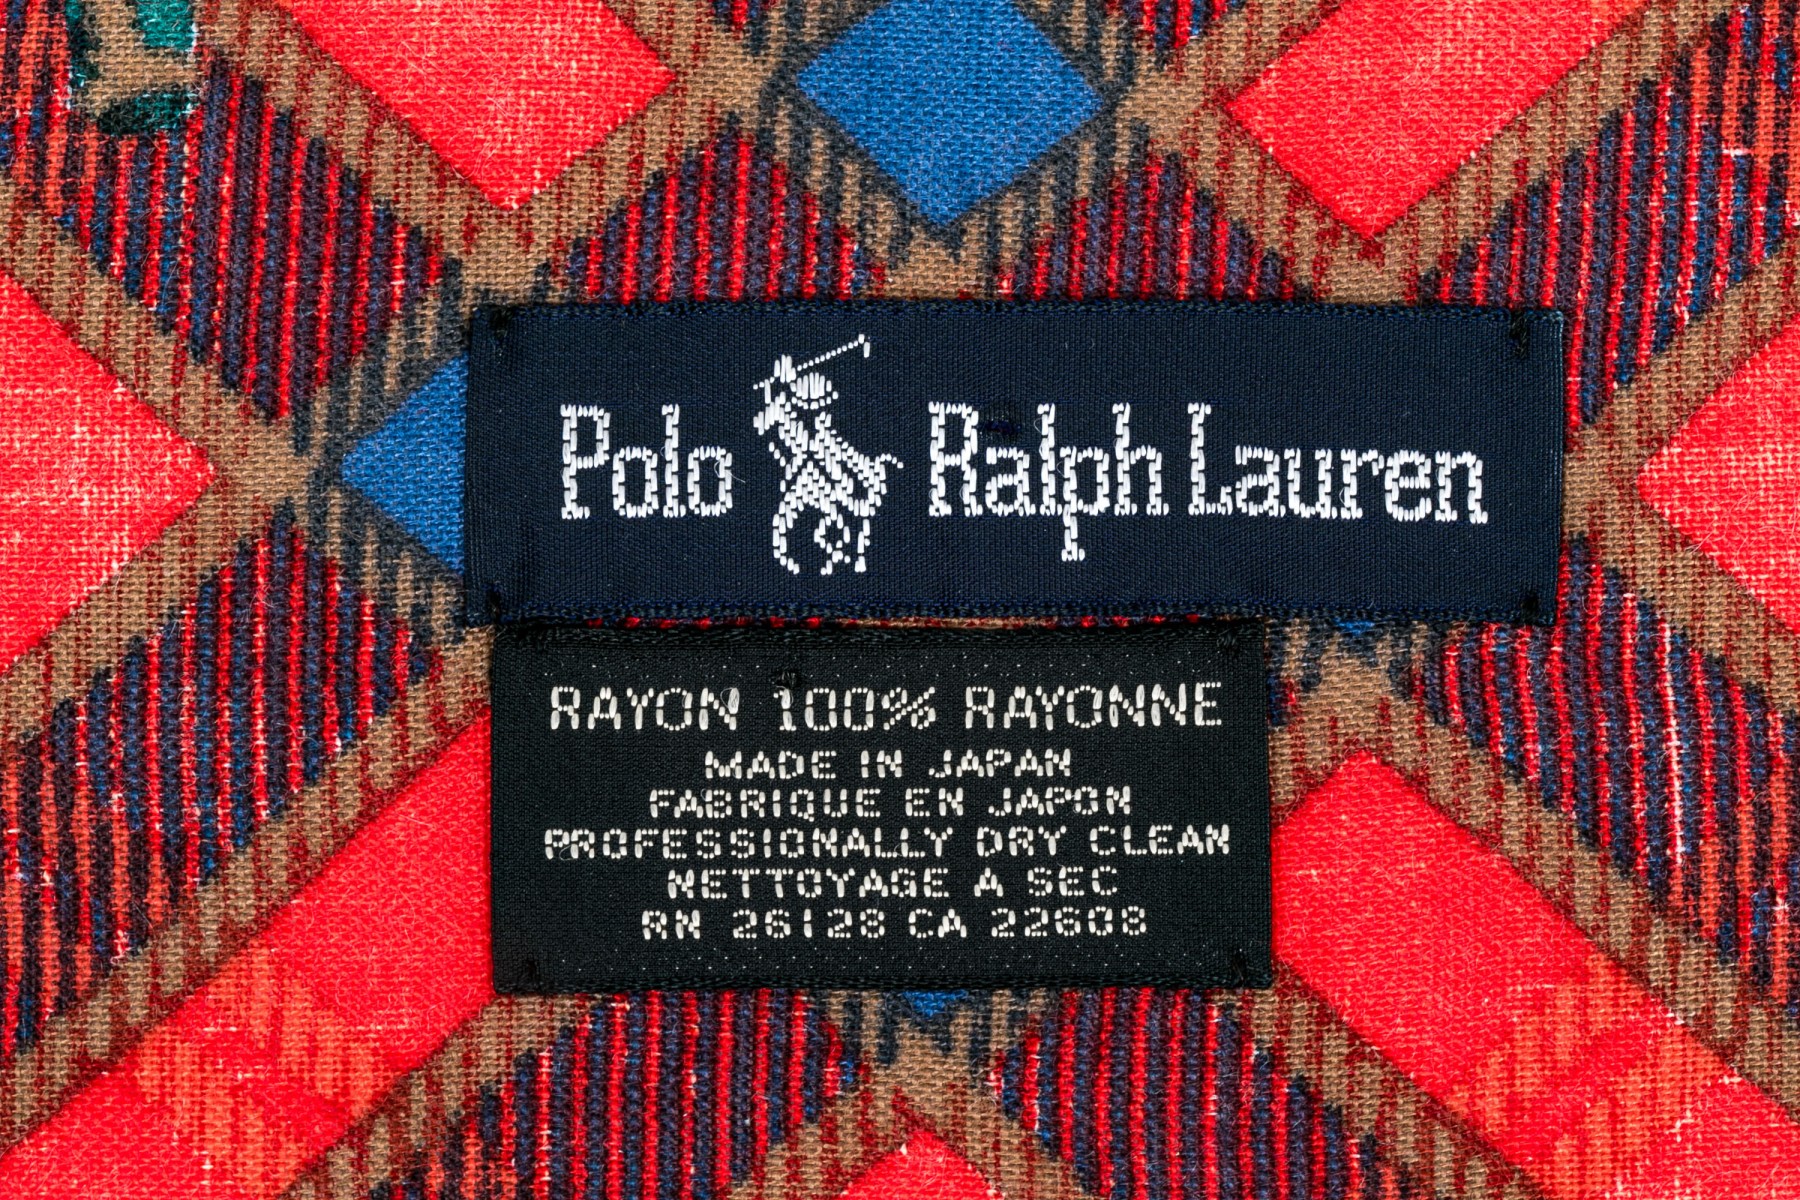 Polo Ralph Lauren
RAYON 100% RAYONNE
MADE IN JAPAN
FABRIQUE EN JAPON
PROFESSIONALLY DRY CLEAN
NETTOYAGE A SEC
RN 26128 CA 22608